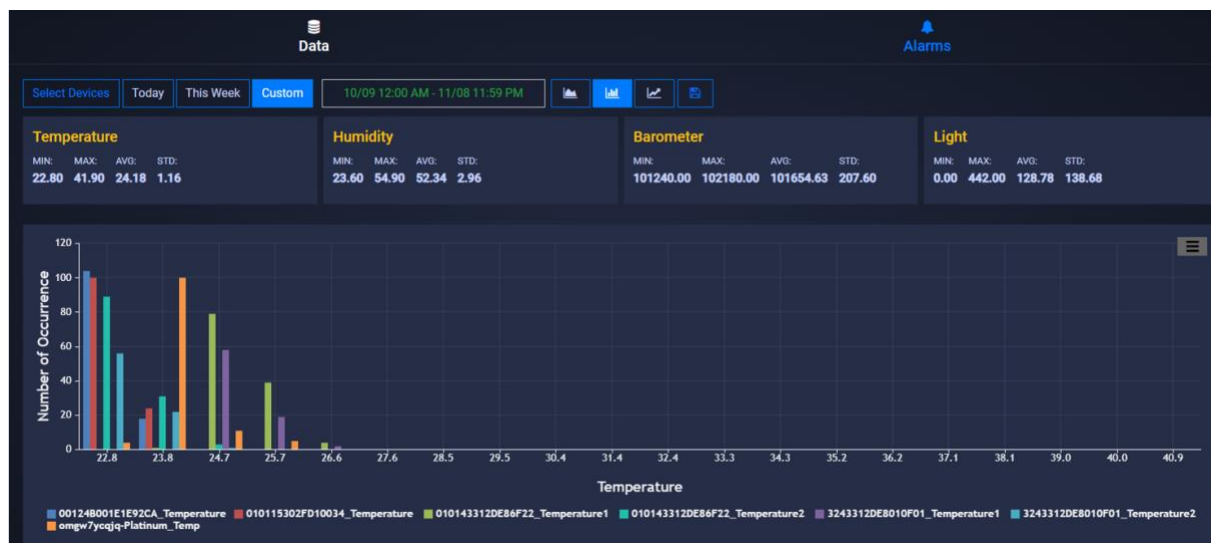 Data
Alarms
Select Devices Today This Week Custom 10/09 12:00 AM - 11/08 11:59 PM
Temperature
MIN: MAX: AVG: STD:
22.80 41.90 24.18 1.16
Humidity
MIN: MAX: AVG: STD:
23.60 54.90 52.34 2.96
Barometer
MIN: MAX: AVG: STD:
101240.00 102180.00 101654.63 207.60
Light
MIN: MAX: AVG: STD:
0.00 442.00 128.78 138.68
Number of Occurrence
120
100
80
60
40
20
0
22.8 23.8 24.7 25.7 26.6 27.6 28.5 29.5 30.4 31.4 32.4 33.3 34.3 35.2 36.2 37.1 38.1 39.0 40.0 40.9
Temperature
00124B001E1E92CA_Temperature 010115302FD10034_Temperature 010143312DE86F22_Temperature1 010143312DE86F22_Temperature2 3243312DE8010F01_Temperature1 3243312DE8010F01_Temperature2
omgw7ycqjq-Platinum_Temp